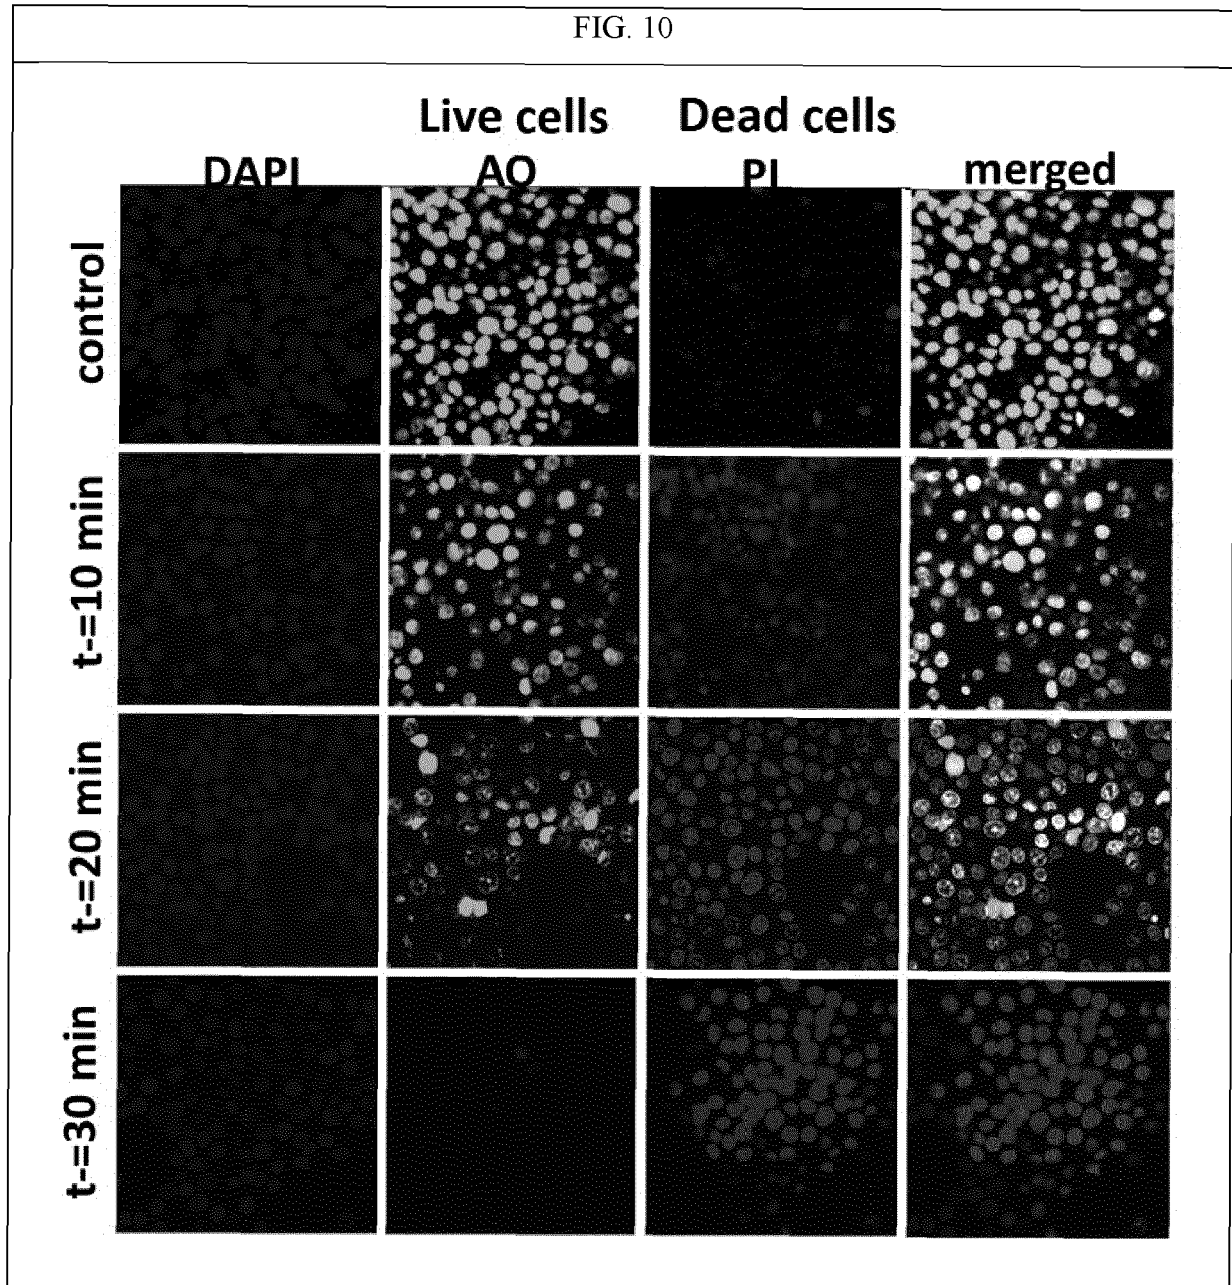 FIG. 10
Live cells Dead cells
DAPI AO PI merged
control
t-=10 min
t-=20 min
t-=30 min